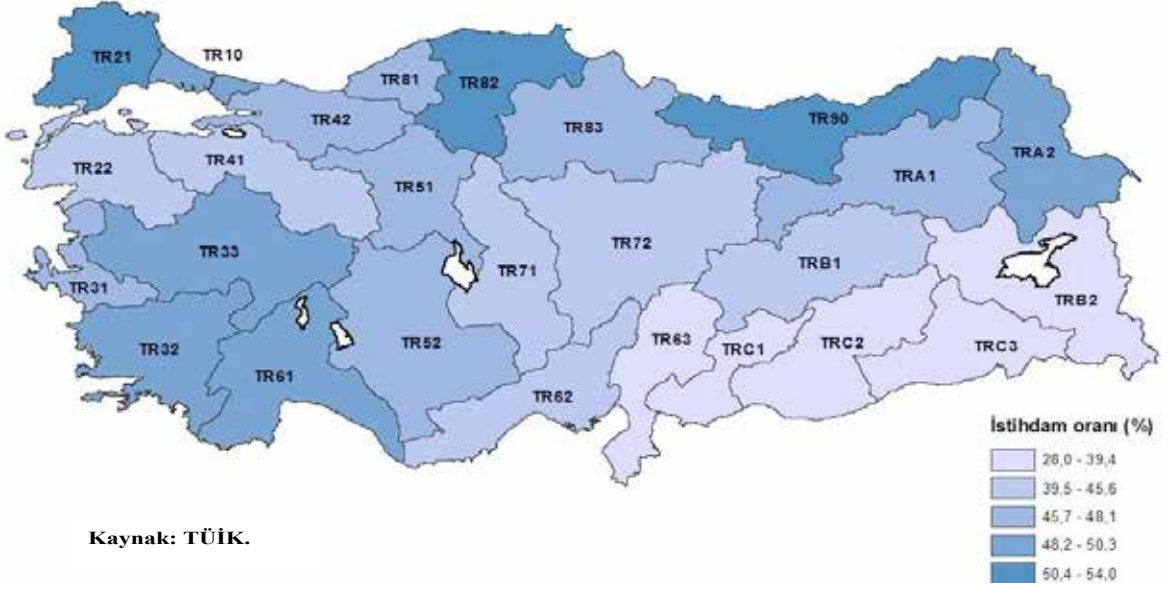 TR21
TR10
TR81
TR82
TR42
TR83
TR90
TRA2
TR22
TR41
TR51
TRA1
TR33
TR72
TR71
TRB1
TR31
TRB2
TR32
TR52
TR63
TRC1
TRC2
TRC3
TR61
TR62
İstihdam oranı (%)
28,0 - 39,4
39,5 - 45,6
45,7 - 48,1
48,2 - 50,3
50,4 - 54,0
Kaynak: TÜİK.